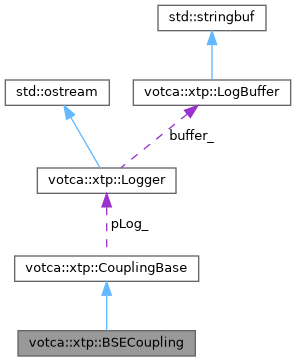 std::stringbuf
std::ostream
votca::xtp::LogBuffer
buffer_
votca::xtp::Logger
pLog_
votca::xtp::CouplingBase
votca::xtp::BSECoupling